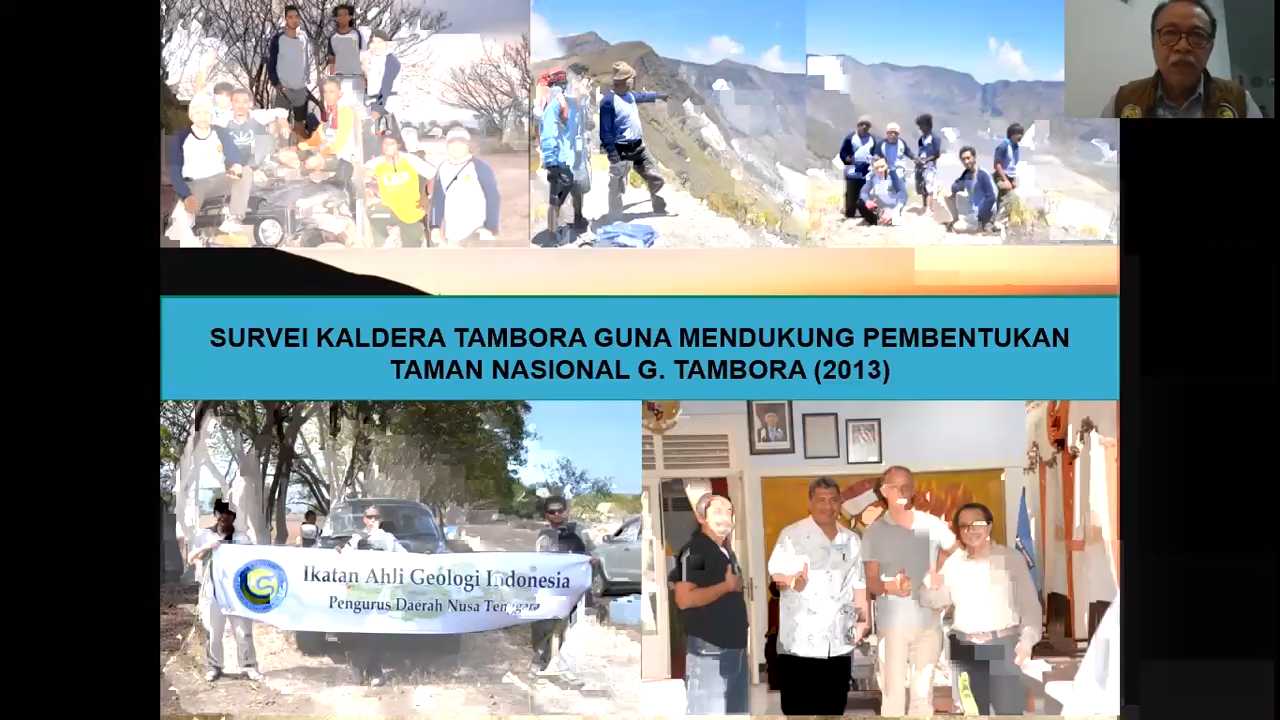 SURVEI KALDERA TAMBORA GUNA MENDUKUNG PEMBENTUKAN
TAMAN NASIONAL G. TAMBORA (2013)
Ikatan Ahli Geologi Indonesia
Pengurus Daerah Nusa Tenggara